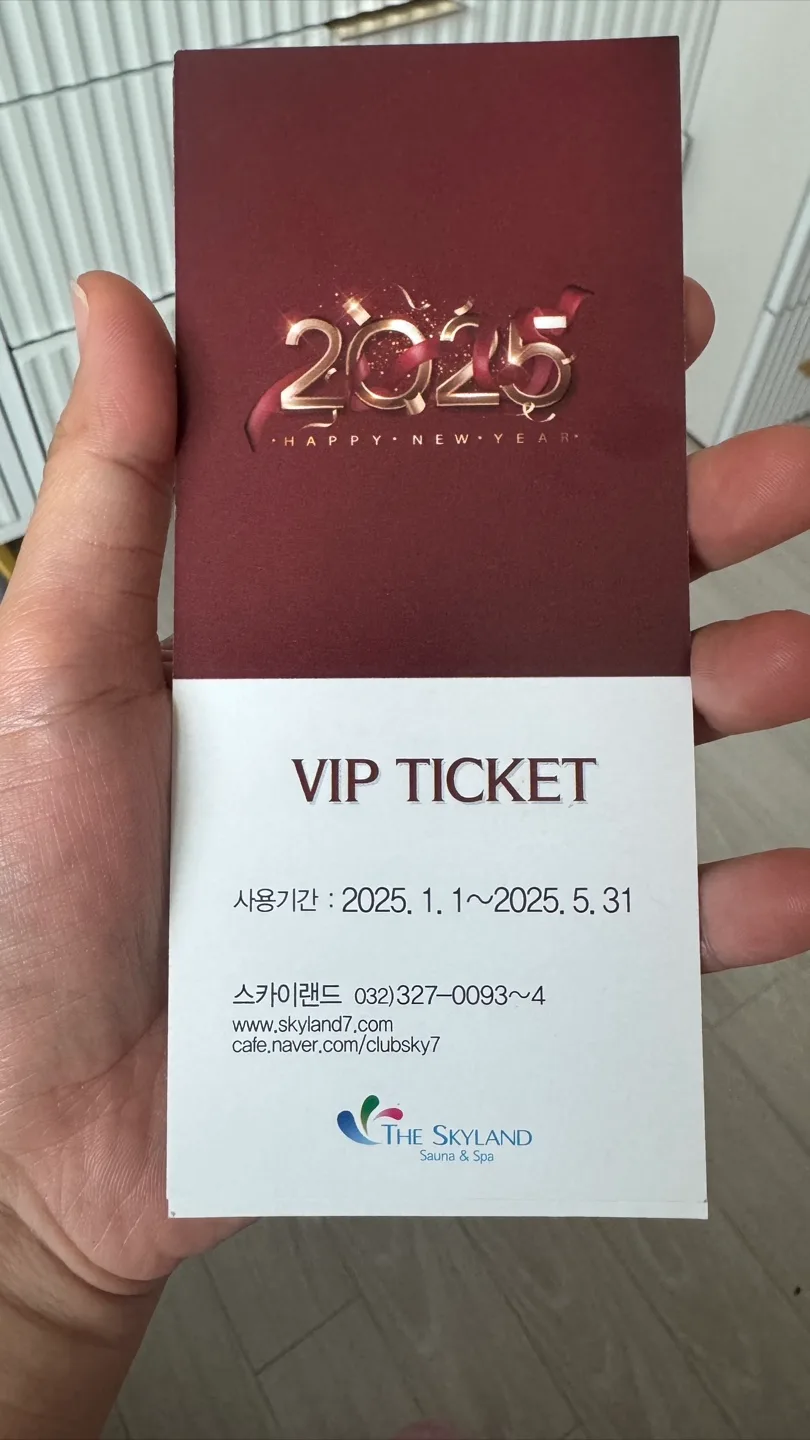 2025
·HAPPY·NEW·YEAR·
VIP TICKET
사용기간 : 2025. 1. 1~2025. 5. 31
스카이랜드 032)327-0093~4
www.skyland7.com
cafe.naver.com/clubsky7
THE SKYLAND
Sauna & Spa